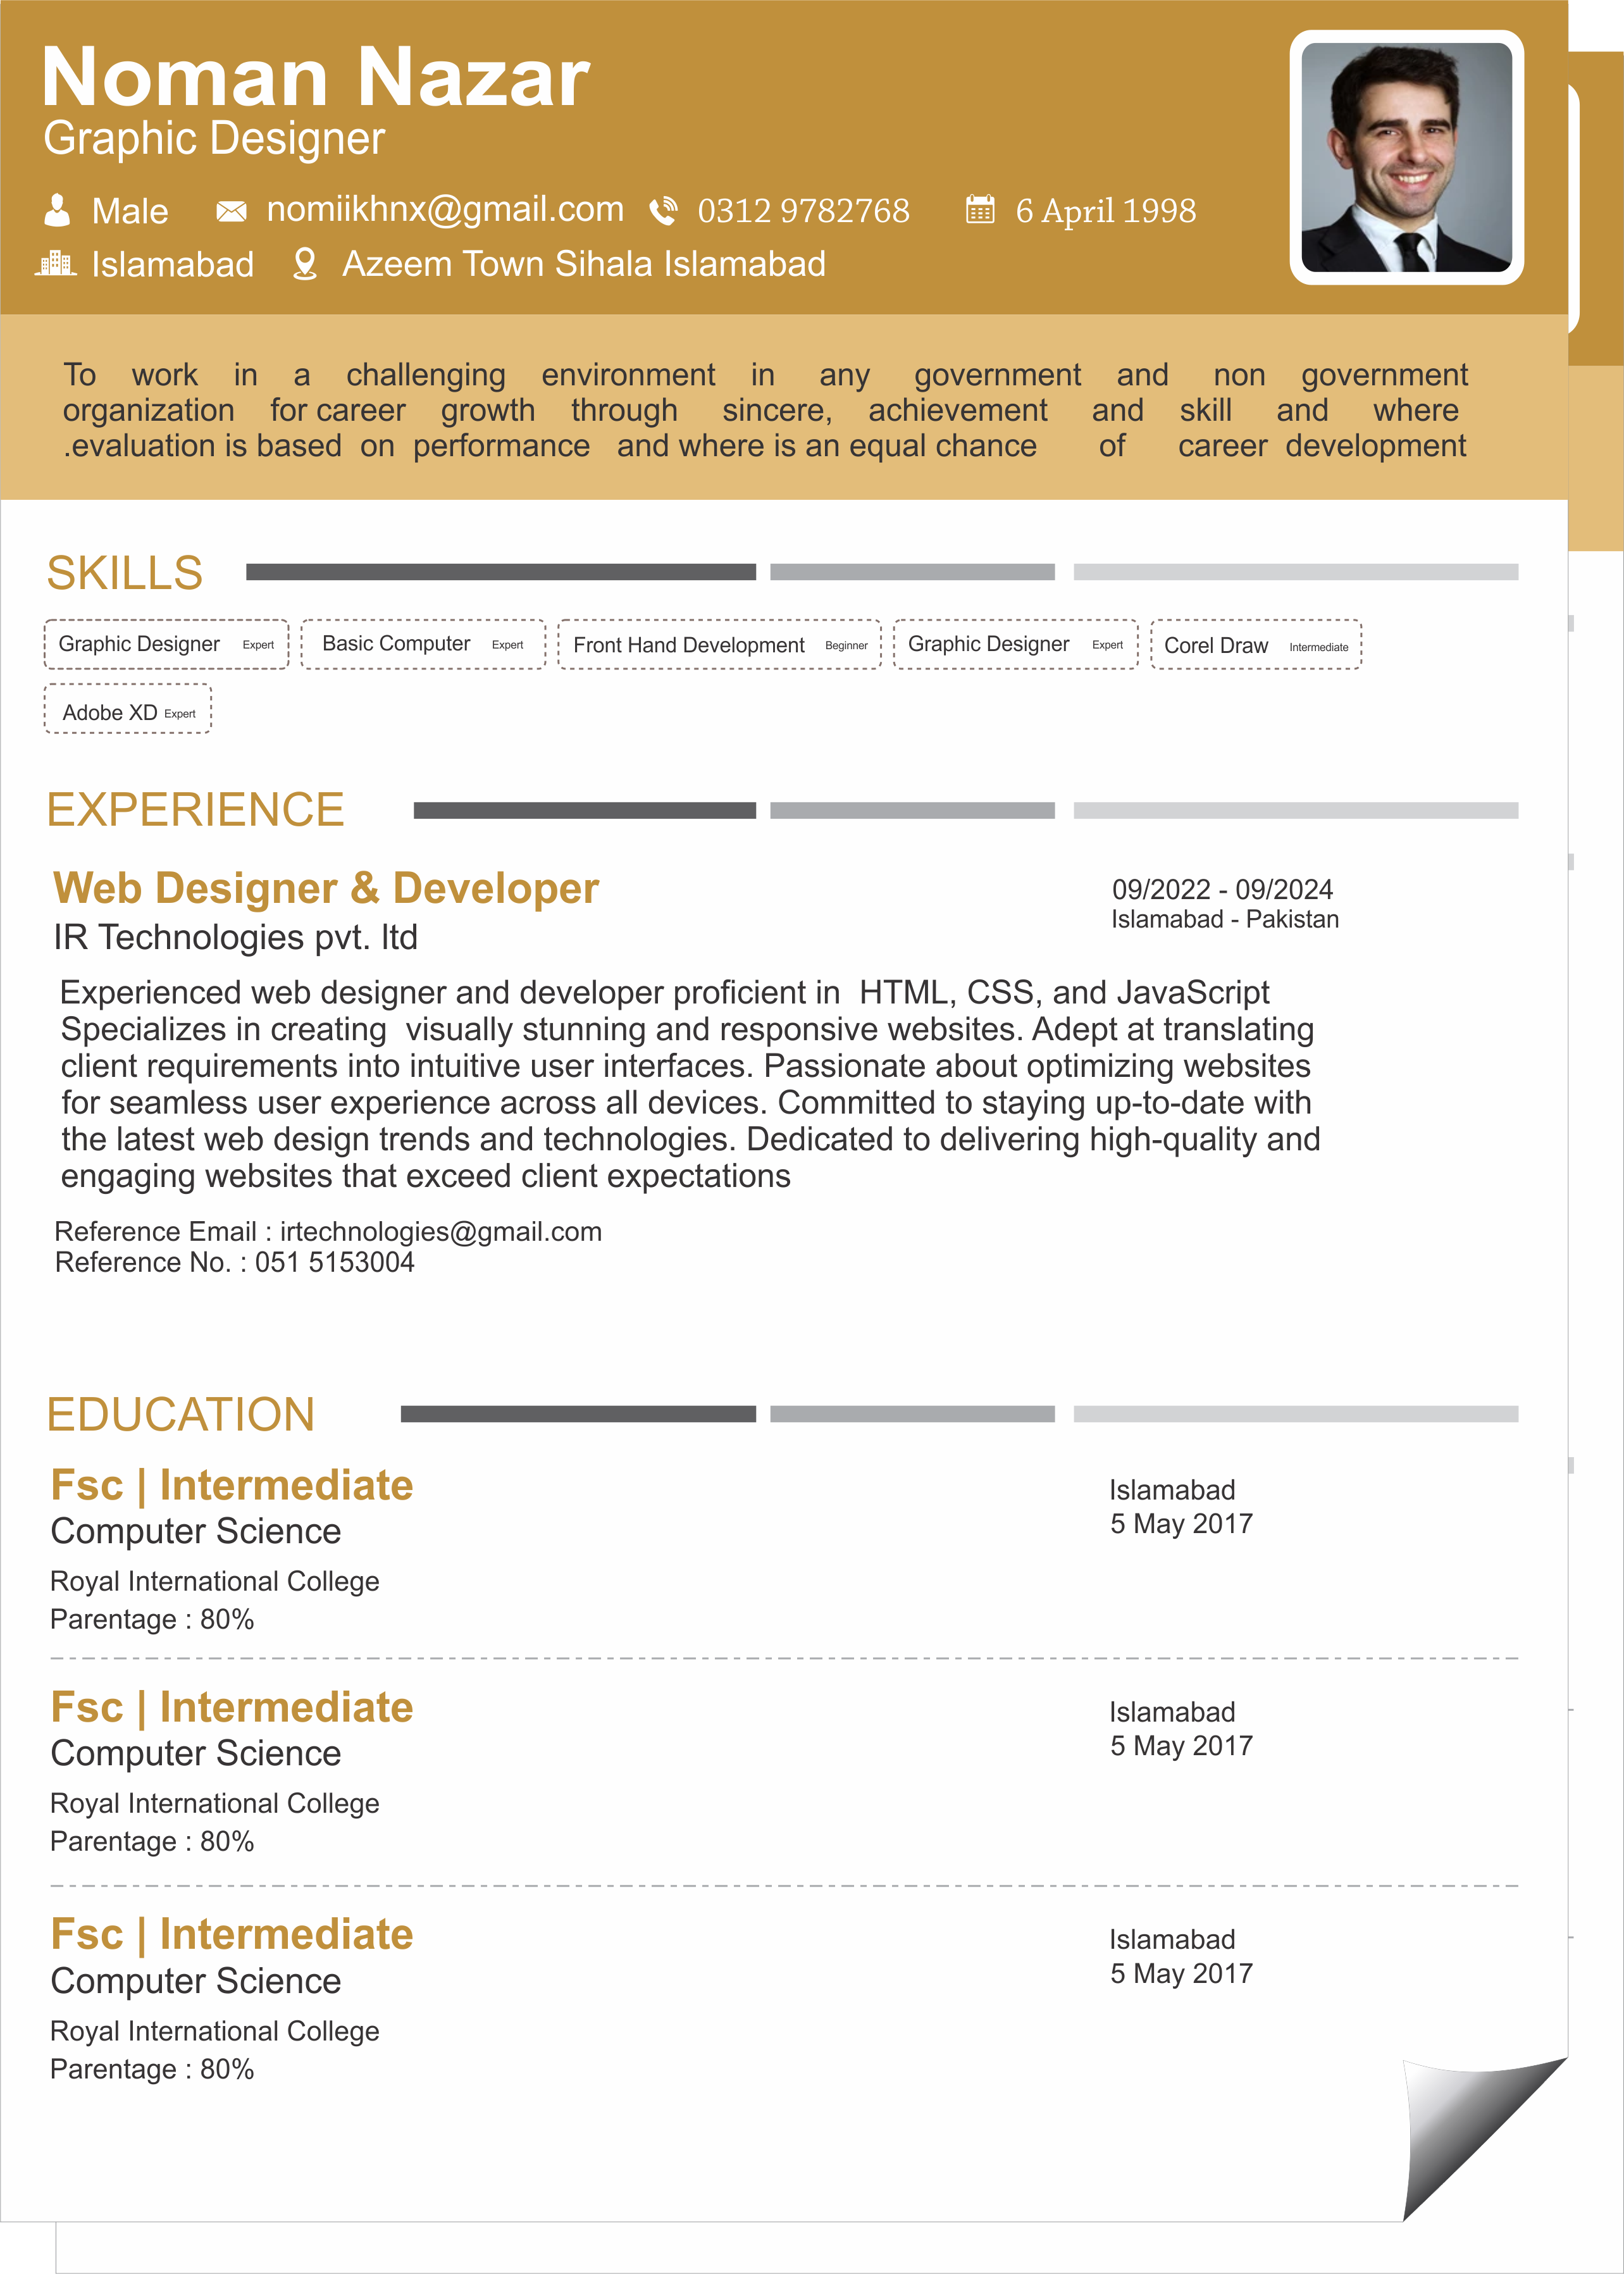 Noman Nazar
Graphic Designer
Male nomiikhnx@gmail.com 0312 9782768 6 April 1998
Islamabad Azeem Town Sihala Islamabad
To work in a challenging environment in any government and non government
organization for career growth through sincere, achievement and skill and where
.evaluation is based on performance and where is an equal chance of career development
SKILLS
Graphic Designer Expert Basic Computer Expert Front Hand Development Beginner Graphic Designer Expert Corel Draw Intermediate
Adobe XD Expert
EXPERIENCE
Web Designer & Developer 09/2022 - 09/2024
IR Technologies pvt. ltd Islamabad - Pakistan
Experienced web designer and developer proficient in HTML, CSS, and JavaScript
Specializes in creating visually stunning and responsive websites. Adept at translating
client requirements into intuitive user interfaces. Passionate about optimizing websites
for seamless user experience across all devices. Committed to staying up-to-date with
the latest web design trends and technologies. Dedicated to delivering high-quality and
engaging websites that exceed client expectations
Reference Email : irtechnologies@gmail.com
Reference No. : 051 5153004
EDUCATION
Fsc | Intermediate Islamabad
Computer Science 5 May 2017
Royal International College
Parentage : 80%
Fsc | Intermediate Islamabad
Computer Science 5 May 2017
Royal International College
Parentage : 80%
Fsc | Intermediate Islamabad
Computer Science 5 May 2017
Royal International College
Parentage : 80%